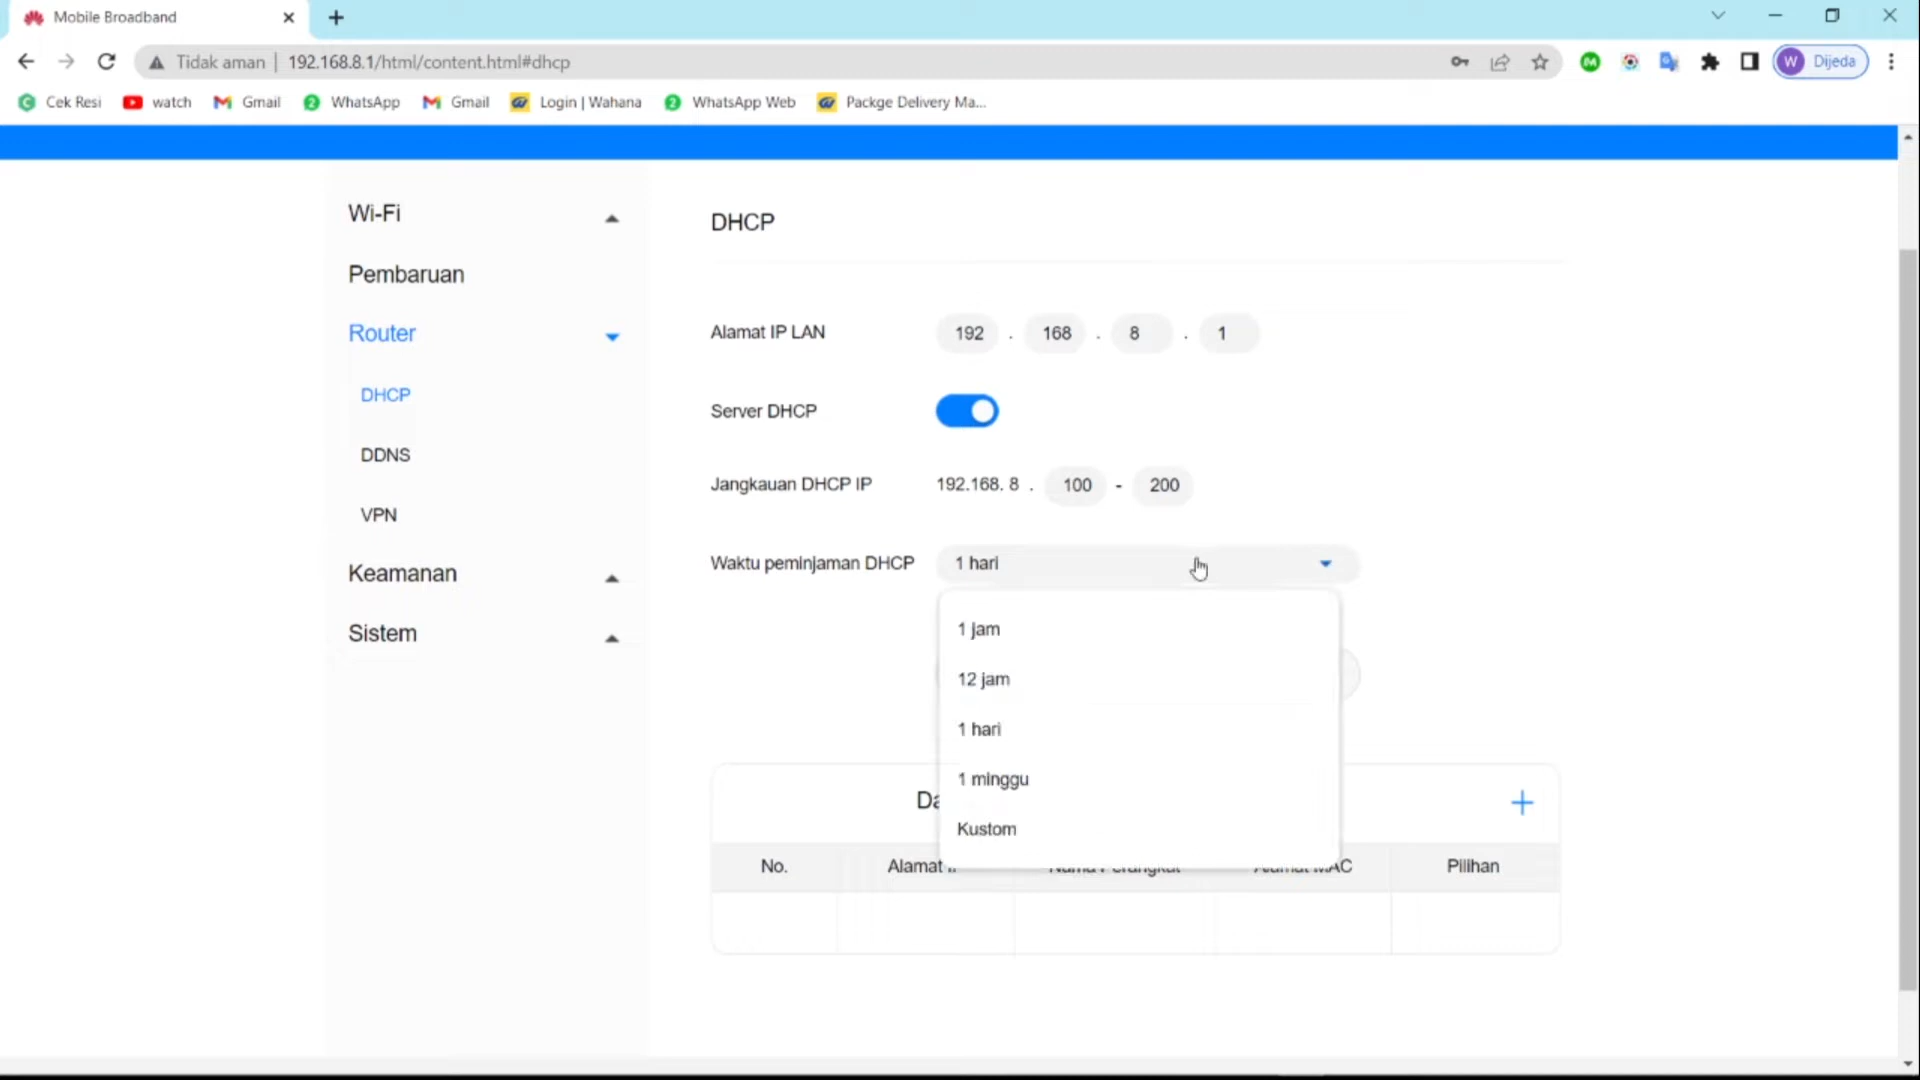 Mobile Broadband
Tidak aman | 192.168.8.1/html/content.html#dhcp
W Dijeda
Cek Resi watch Gmail WhatsApp Gmail Login | Wahana WhatsApp Web Packge Delivery Ma...
Wi-Fi
Pembaruan
Router
DHCP
DDNS
VPN
Keamanan
Sistem
DHCP
Alamat IP LAN 192 . 168 . 8 . 1
Server DHCP
Jangkauan DHCP IP 192.168. 8 . 100 - 200
Waktu peminjaman DHCP 1 hari
1 jam
12 jam
1 hari
1 minggu
Kustom
No. Alamat Pilihan